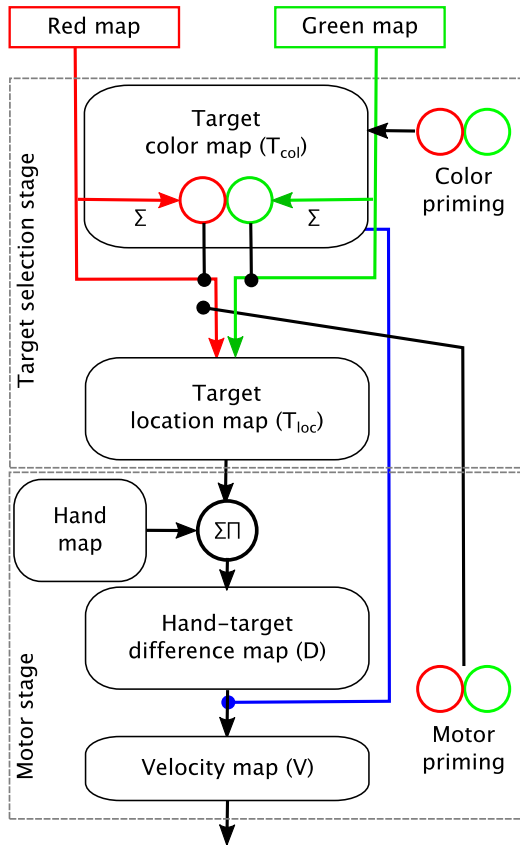 Red map
Green map
Target
color map (Tcol)
Σ
Σ
Color
priming
Target selection stage
Target
location map (Tloc)
Hand
map
ΣΠ
Hand-target
difference map (D)
Motor stage
Velocity map (V)
Motor
priming